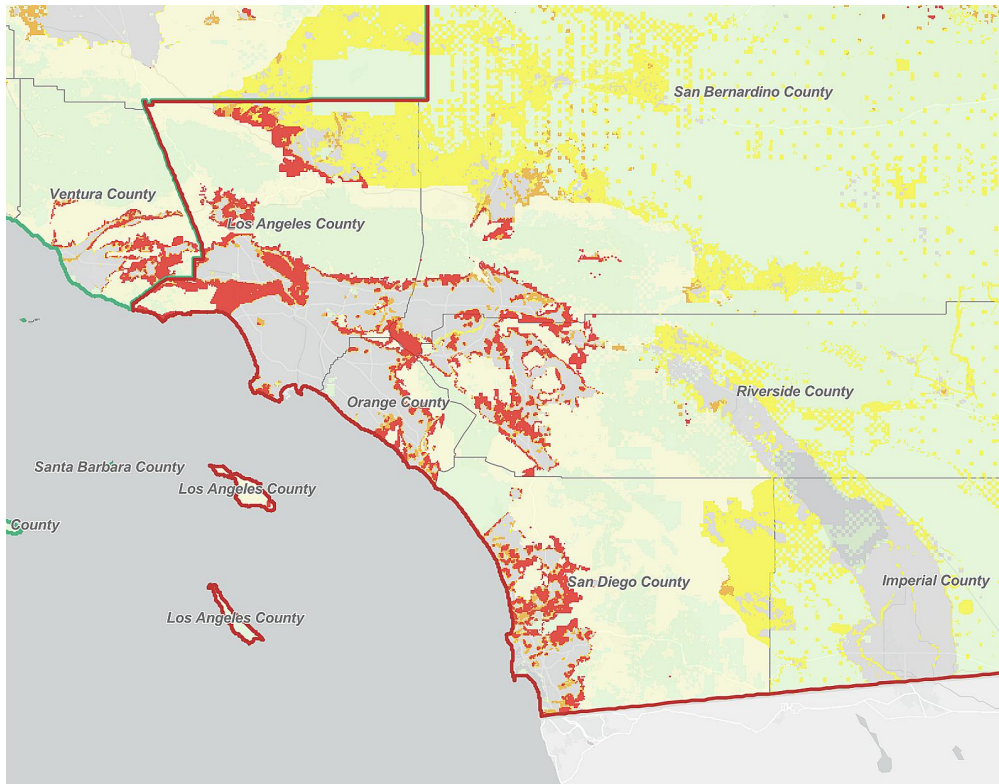 San Bernardino County
Ventura County
Los Angeles County
Riverside County
Orange County
Santa Barbara County
Los Angeles County
County
San Diego County
Imperial County
Los Angeles County